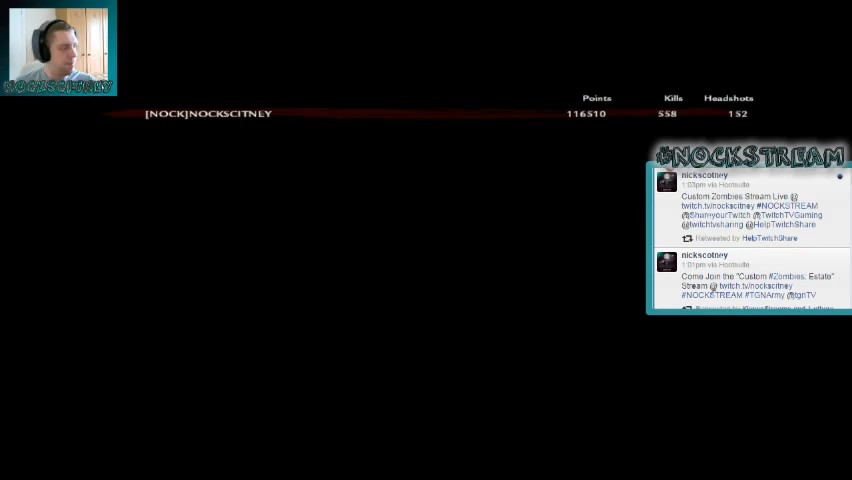 NOCKSCITNEY
Points Kills Headshots
[NOCK]NOCKSCITNEY 116510 558 152
#NOCKSTREAM
nickscotney
1:03pm via Hootsuite
Custom Zombies Stream Live @
twitch.tv/nockscitney #NOCKSTREAM
@ShareyourTwitch @TwitchTVGaming
@twitchtvsharing @HelpTwitchShare
Retweeted by HelpTwitchShare
nickscotney
1:01pm via Hootsuite
Come Join the "Custom #Zombies: Estate"
Stream @ twitch.tv/nockscitney
#NOCKSTREAM #TGNArmy @tgnTV